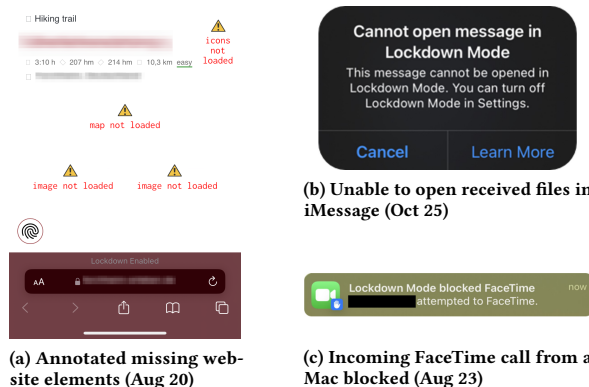 Hiking trail
icons
not
loaded
3:10 h 207 hm 214 hm 10,3 km easy
map not loaded
image not loaded image not loaded
Lockdown Enabled
AA
(a) Annotated missing web-
site elements (Aug 20)
Cannot open message in
Lockdown Mode
This message cannot be opened in
Lockdown Mode. You can turn off
Lockdown Mode in Settings.
Cancel Learn More
(b) Unable to open received files in
iMessage (Oct 25)
Lockdown Mode blocked FaceTime now
attempted to FaceTime.
(c) Incoming FaceTime call from a
Mac blocked (Aug 23)